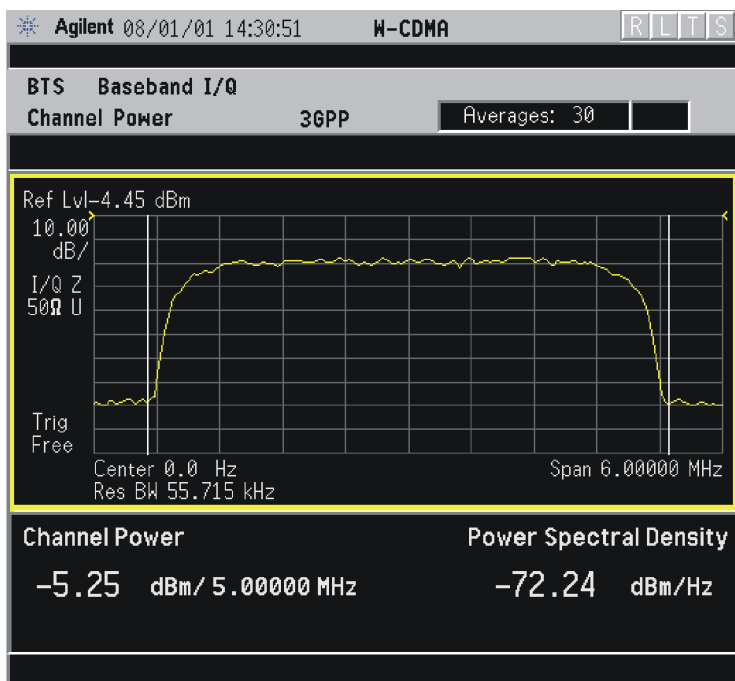 Agilent 08/01/01 14:30:51 W-CDMA R L T S
BTS Baseband I/Q
Channel Power 3GPP Averages: 30
Ref Lvl-4.45 dBm
10.00
dB/
I/Q Z
50Ω U
Trig
Free
Center 0.0 Hz Span 6.00000 MHz
Res BW 55.715 kHz
Channel Power Power Spectral Density
-5.25 dBm/ 5.00000 MHz -72.24 dBm/Hz